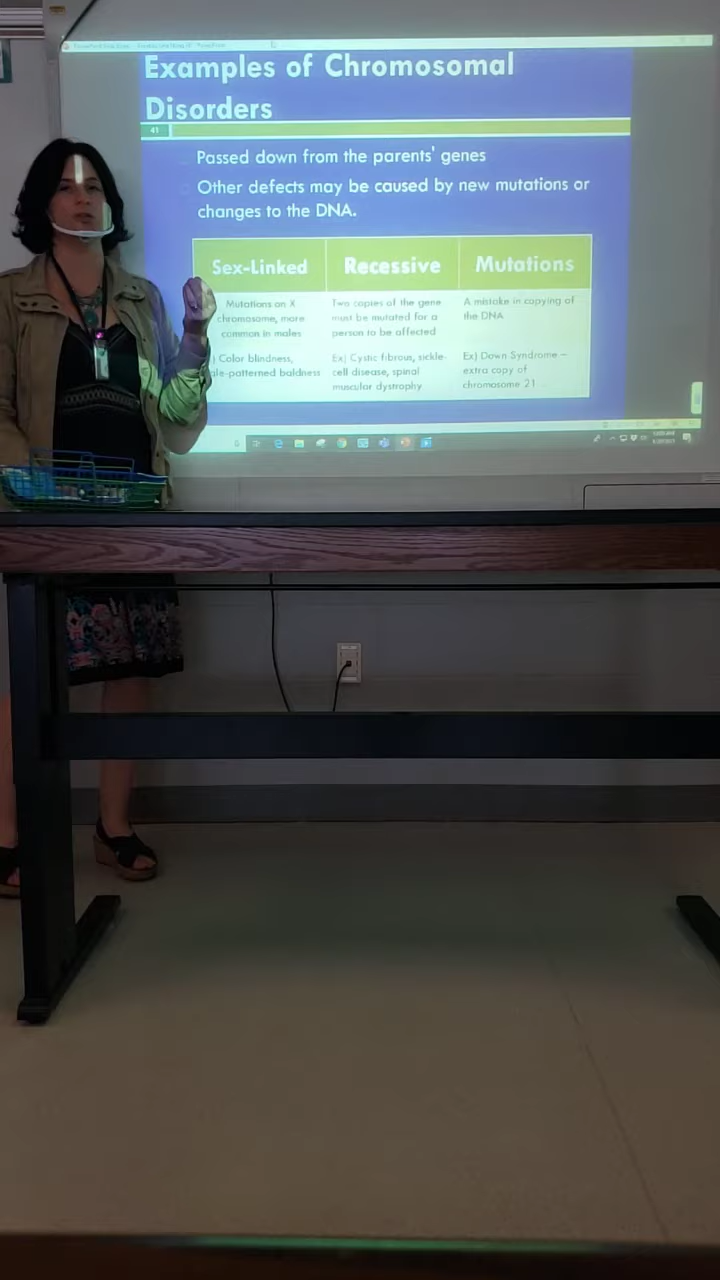 Examples of Chromosomal
Disorders
41
Passed down from the parents' genes
Other defects may be caused by new mutations or
changes to the DNA.
Sex-Linked
Mutations on X
chromosome, more
common in males
) Color blindness,
ale-patterned baldness
Recessive
Two copies of the gene
must be mutated for a
person to be affected
Ex) Cystic fibrous, sickle-
cell disease, spinal
muscular dystrophy
Mutations
A mistake in copying of
the DNA
Ex) Down Syndrome –
extra copy of
chromosome 21